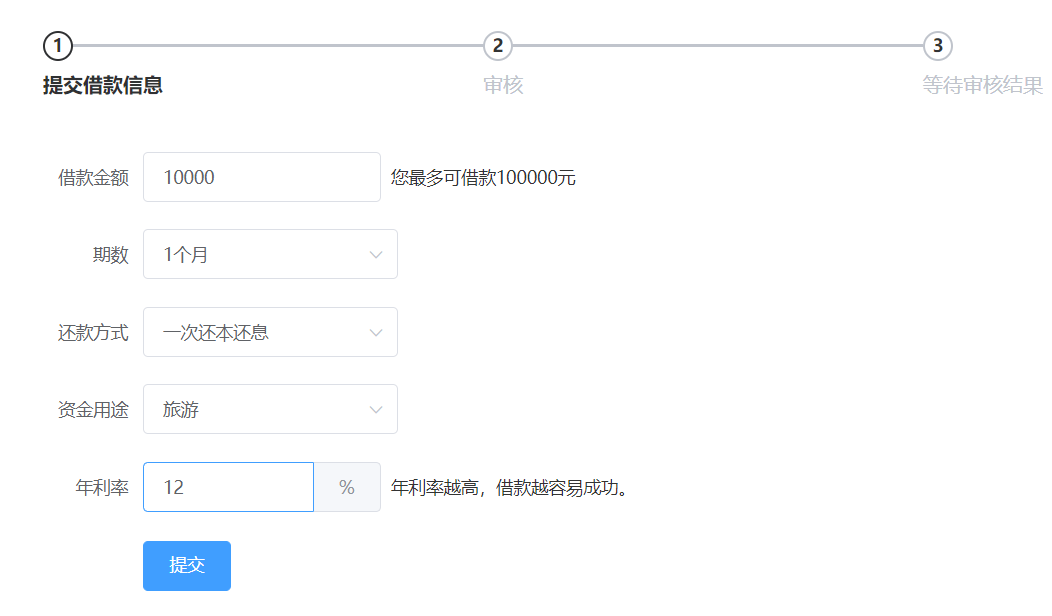 1 2 3
提交借款信息 审核 等待审核结果
借款金额 10000 您最多可借款100000元
期数 1个月
还款方式 一次还本还息
资金用途 旅游
年利率 12 % 年利率越高，借款越容易成功。
提交